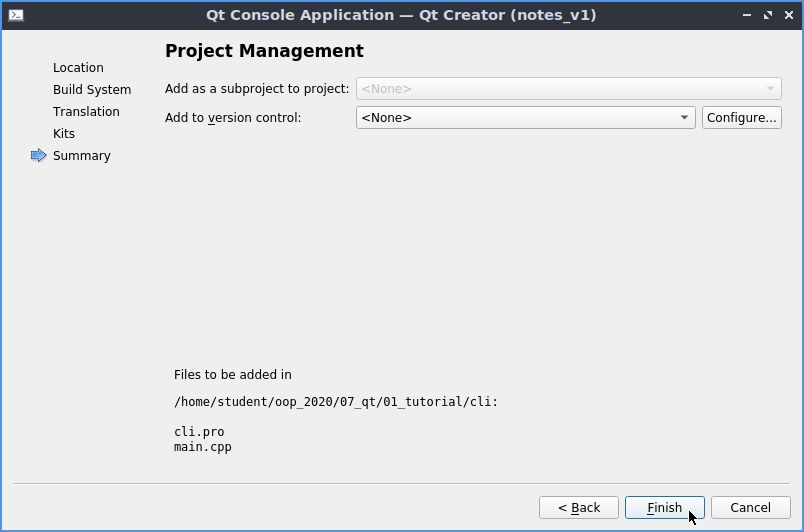 Qt Console Application — Qt Creator (notes_v1)
Location
Build System
Translation
Kits
Summary
Project Management
Add as a subproject to project: <None>
Add to version control: <None> Configure...
Files to be added in
/home/student/oop_2020/07_qt/01_tutorial/cli:
cli.pro
main.cpp
< Back Finish Cancel